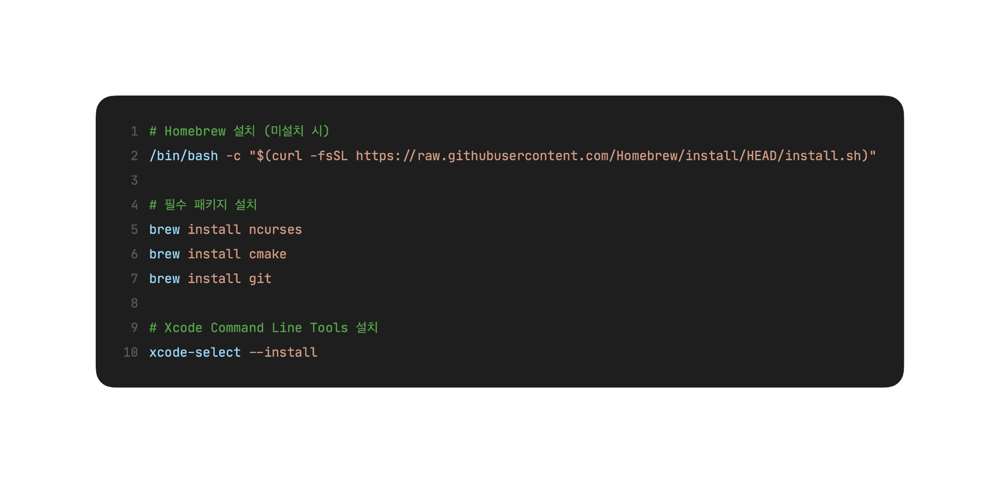 1 # Homebrew 설치 (미설치 시)
2 /bin/bash -c "$(curl -fsSL https://raw.githubusercontent.com/Homebrew/install/HEAD/install.sh)"
3
4 # 필수 패키지 설치
5 brew install ncurses
6 brew install cmake
7 brew install git
8
9 # Xcode Command Line Tools 설치
10 xcode-select --install